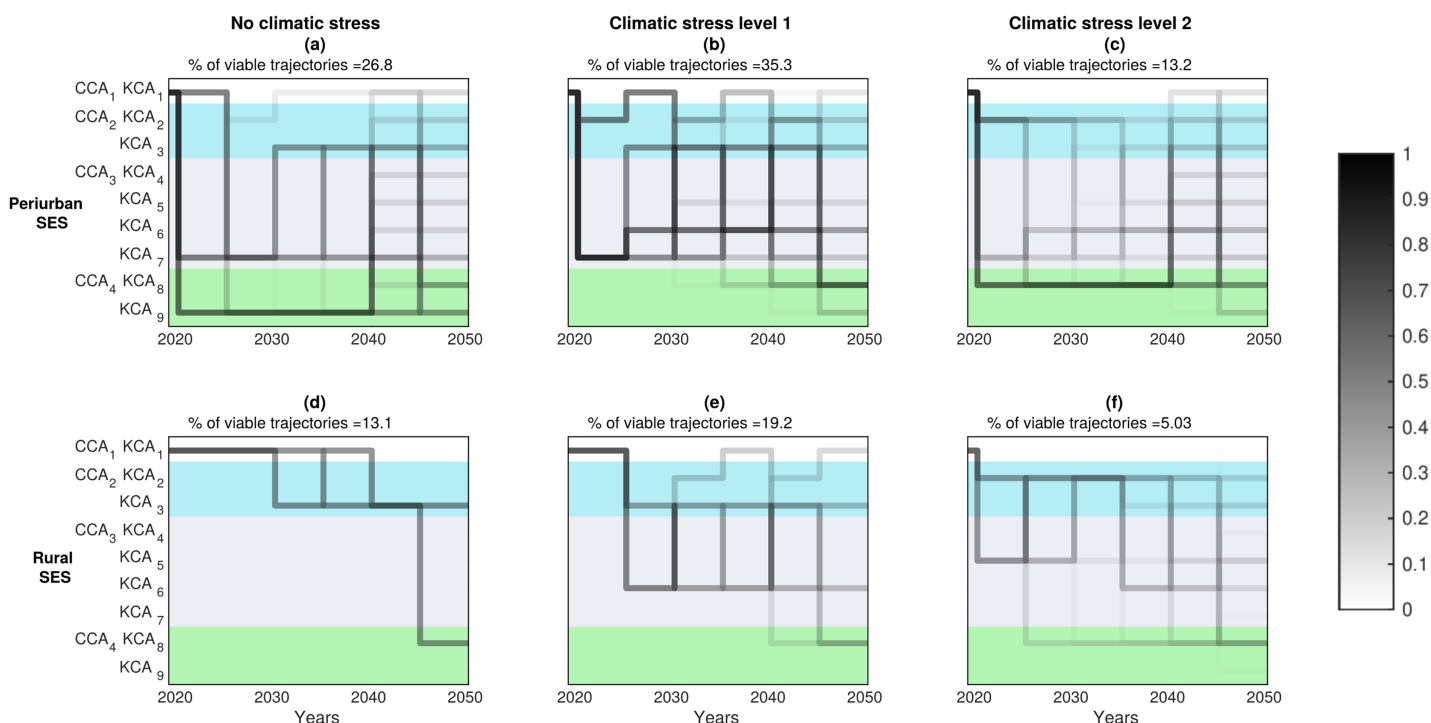 No climatic stress
(a)
% of viable trajectories =26.8
Climatic stress level 1
(b)
% of viable trajectories =35.3
Climatic stress level 2
(c)
% of viable trajectories =13.2
Periurban
SES
CCA1 KCA1
CCA2 KCA2
KCA3
CCA3 KCA4
KCA5
KCA6
KCA7
CCA4 KCA8
KCA9
2020 2030 2040 2050
2020 2030 2040 2050
2020 2030 2040 2050
(d)
% of viable trajectories =13.1
(e)
% of viable trajectories =19.2
(f)
% of viable trajectories =5.03
Rural
SES
CCA1 KCA1
CCA2 KCA2
KCA3
CCA3 KCA4
KCA5
KCA6
KCA7
CCA4 KCA8
KCA9
2020 2030 2040 2050
Years
2020 2030 2040 2050
Years
2020 2030 2040 2050
Years
1
0.9
0.8
0.7
0.6
0.5
0.4
0.3
0.2
0.1
0